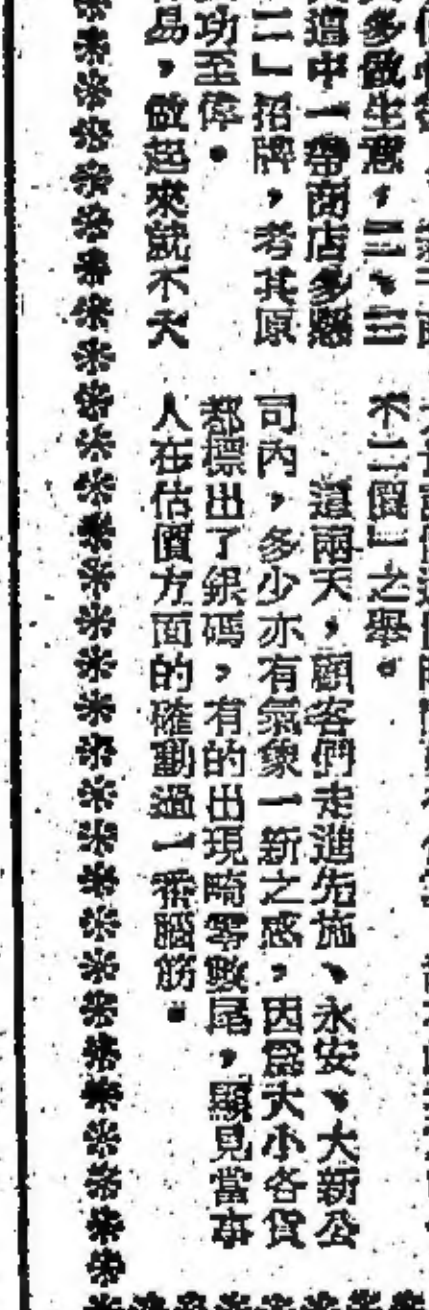 多做生意，二、三
道中一帶商店多懸
二」招牌，考其原
功至偉。
易，做起來就不大
不二價」之舉。
這兩天，顧客們走進先施、永安、大新公
司內，多少亦有氣象一新之感，因爲大小各貨
都標出了銀碼，有的出現畸零數尾，顯見當事
人在估價方面的確動過一番腦筋。